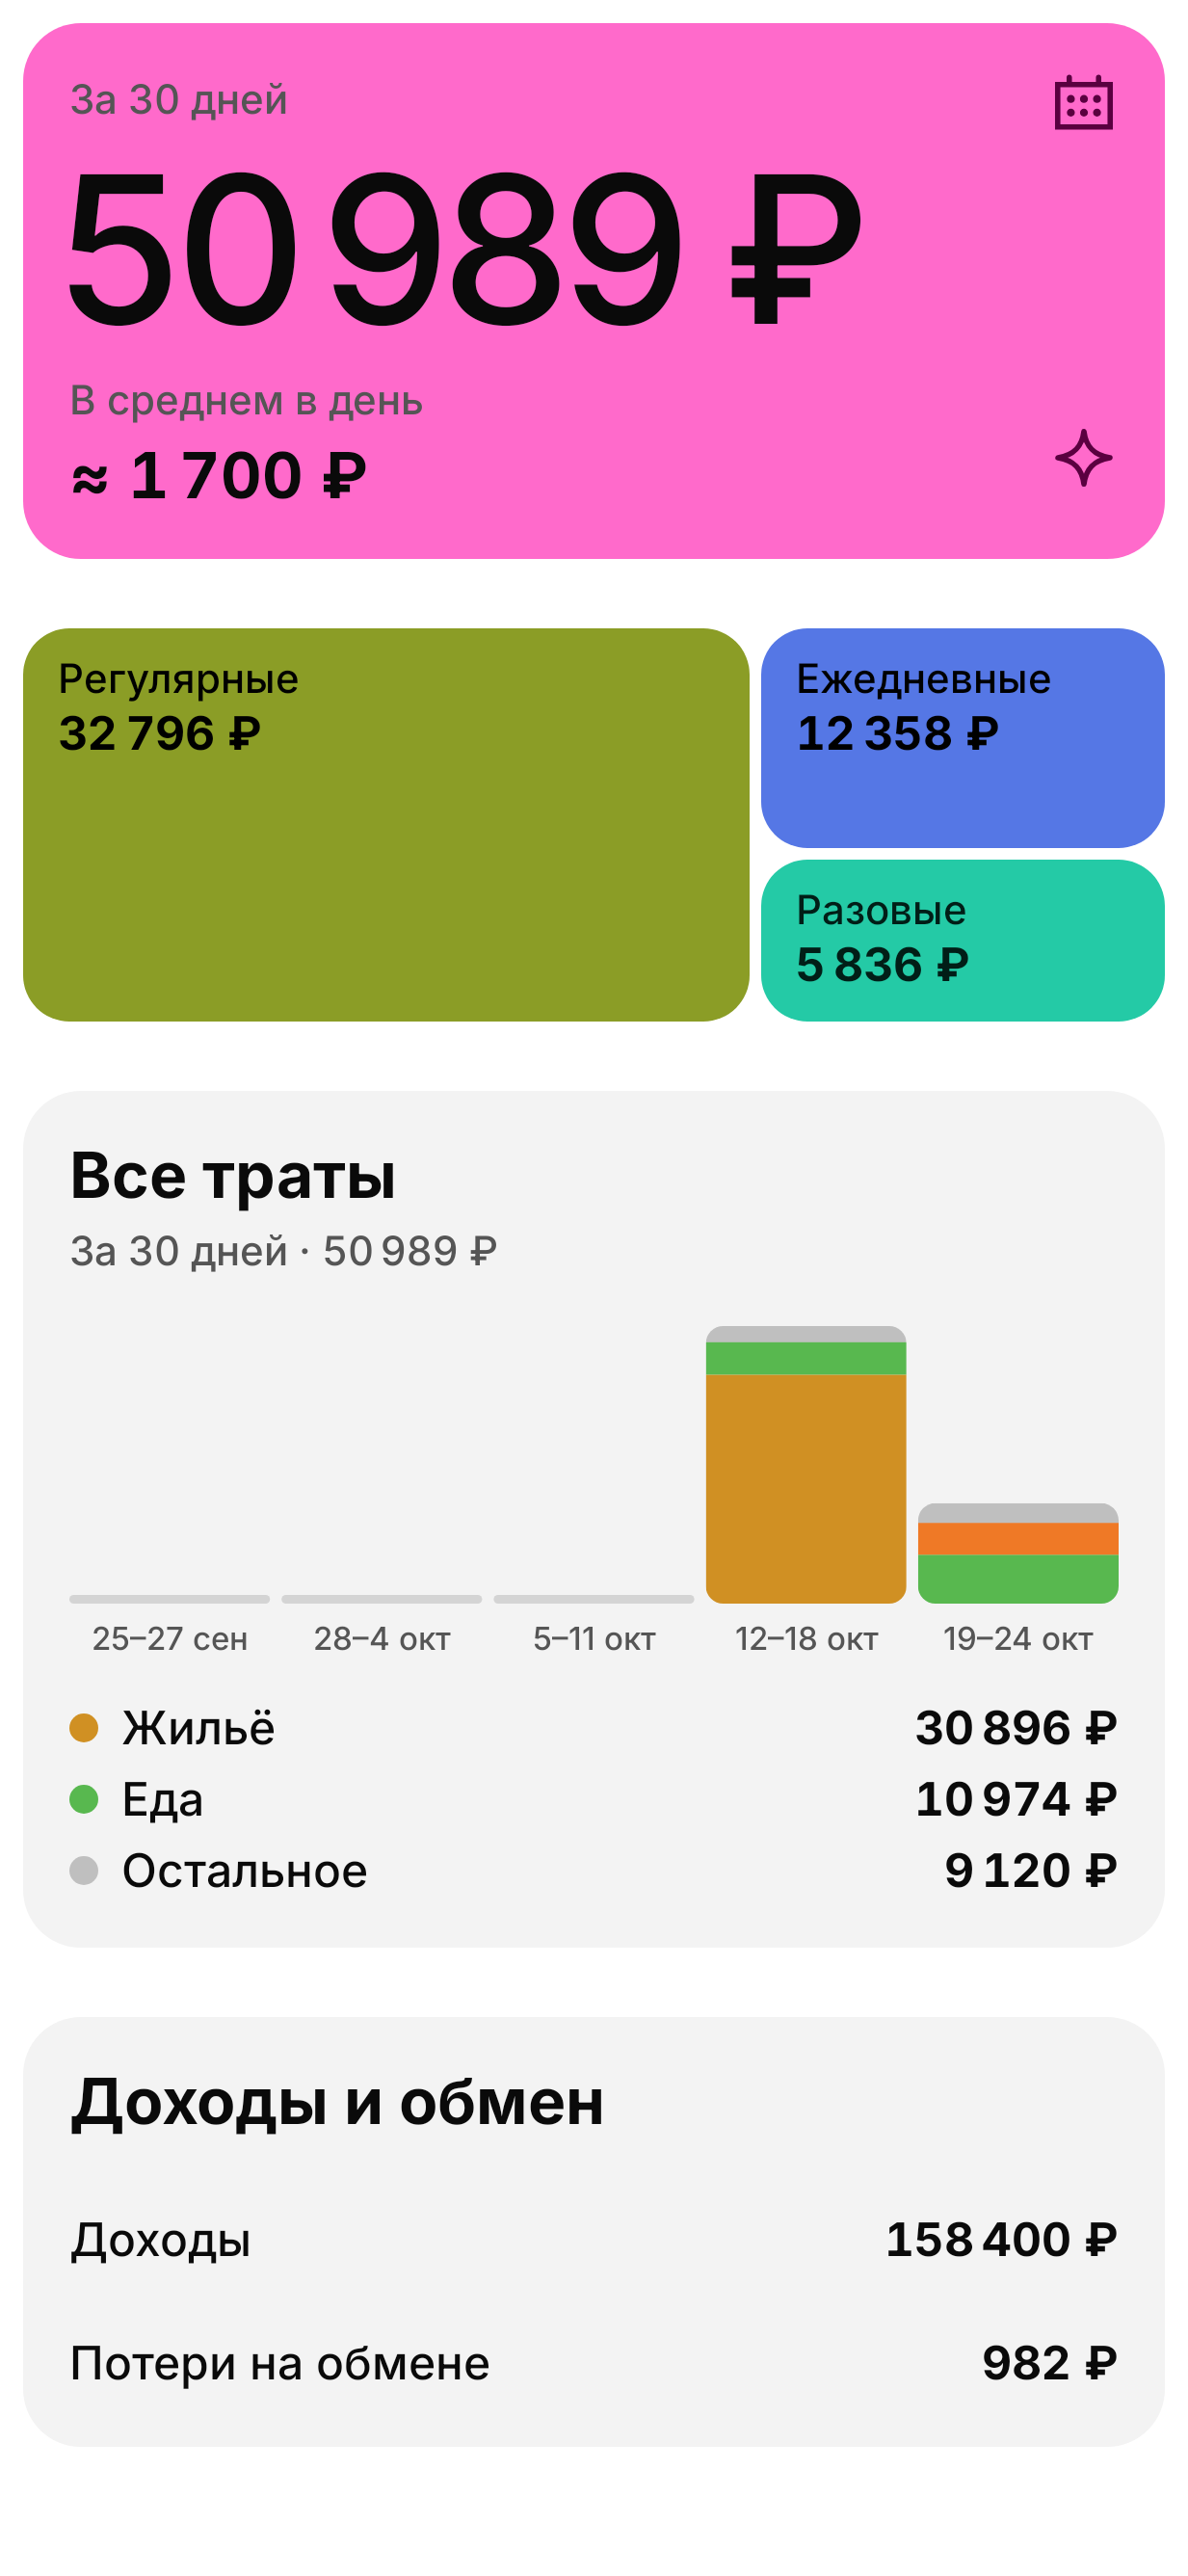 За 30 дней
50 989 ₽
В среднем в день
≈ 1 700 ₽
Регулярные
32 796 ₽
Ежедневные
12 358 ₽
Разовые
5 836 ₽
Все траты
За 30 дней · 50 989 ₽
25–27 сен 28–4 окт 5–11 окт 12–18 окт 19–24 окт
Жильё 30 896 ₽
Еда 10 974 ₽
Остальное 9 120 ₽
Доходы и обмен
Доходы 158 400 ₽
Потери на обмене 982 ₽